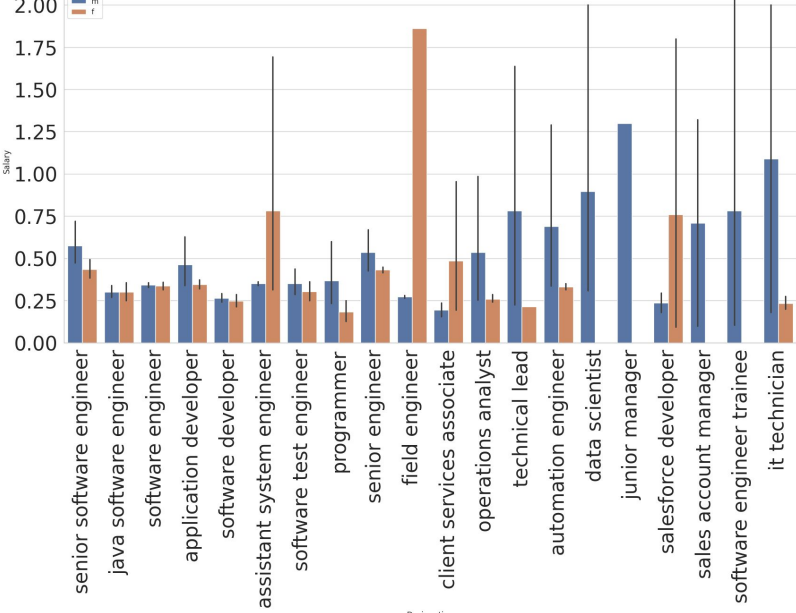 2.00
m
f
1.75
1.50
1.25
1.00
0.75
0.50
0.25
0.00
Salary
senior software engineer
java software engineer
software engineer
application developer
software developer
assistant system engineer
software test engineer
programmer
senior engineer
field engineer
client services associate
operations analyst
technical lead
automation engineer
data scientist
junior manager
salesforce developer
sales account manager
software engineer trainee
it technician